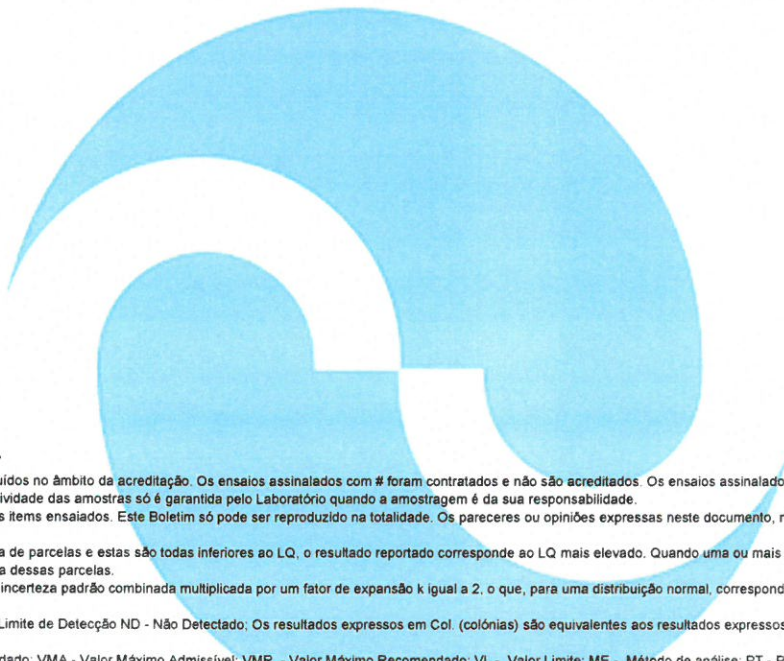 uídos no âmbito da acreditação. Os ensaios assinalados com # foram contratados e não são acreditados. Os ensaios assinalado
ividade das amostras só é garantida pelo Laboratório quando a amostragem é da sua responsabilidade.
s items ensaiados. Este Boletim só pode ser reproduzido na totalidade. Os pareceres ou opiniões expressas neste documento, n
a de parcelas e estas são todas inferiores ao LQ, o resultado reportado corresponde ao LQ mais elevado. Quando uma ou mais
a dessas parcelas.
incerteza padrão combinada multiplicada por um fator de expansão k igual a 2, o que, para uma distribuição normal, correspond
Limite de Detecção ND - Não Detectado; Os resultados expressos em Col. (colónias) são equivalentes aos resultados expressos
dado; VMA - Valor Máximo Admissível; VMR - Valor Máximo Recomendado; VL - Valor Limite; ME - Método de análise; PT -